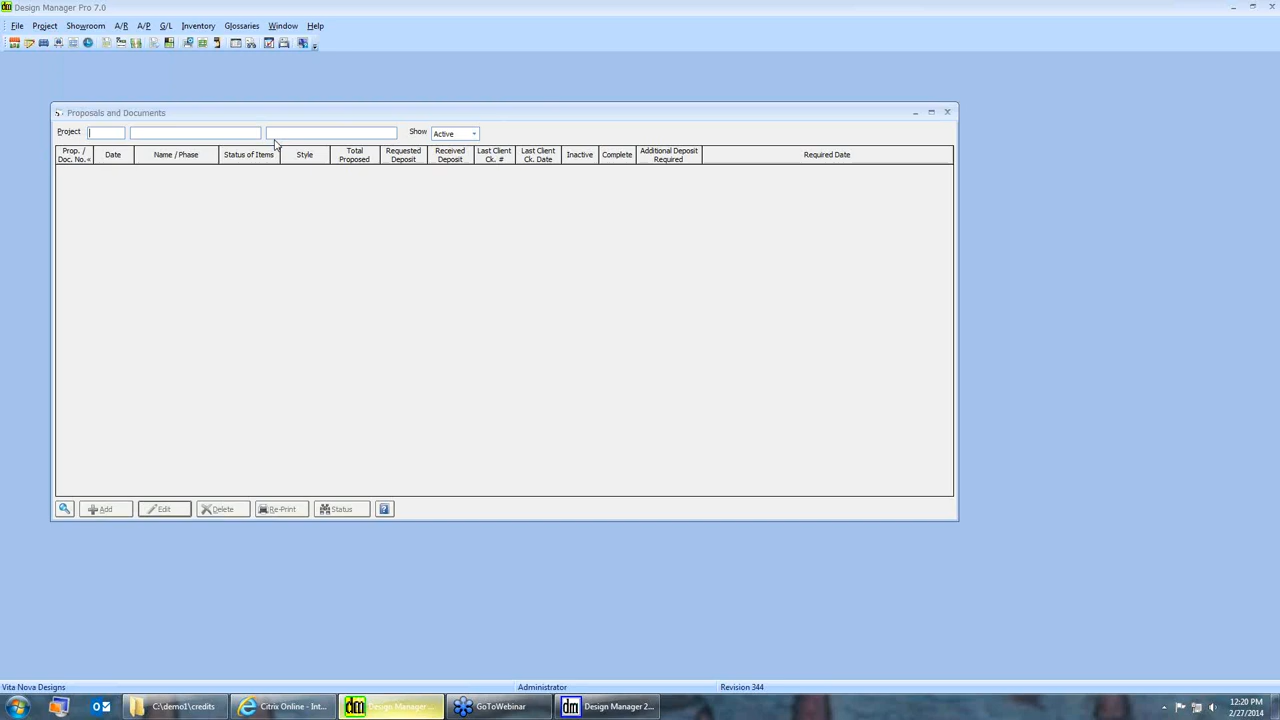 Design Manager Pro 7.0
File Project Showroom A/R A/P G/L Inventory Glossaries Window Help
Proposals and Documents
Project Show Active
Prop. / Doc. No.< Date Name / Phase Status of Items Style Total Proposed Requested Deposit Received Deposit Last Client Ck. # Last Client Ck. Date Inactive Complete Additional Deposit Required Required Date
Add Edit Delete Re-Print Status
Vita Nova Designs Administrator Revision 344
C:\demo1\credits Citrix Online - Int... Design Manager... GoToWebinar Design Manager 2...
12:20 PM
2/27/2014